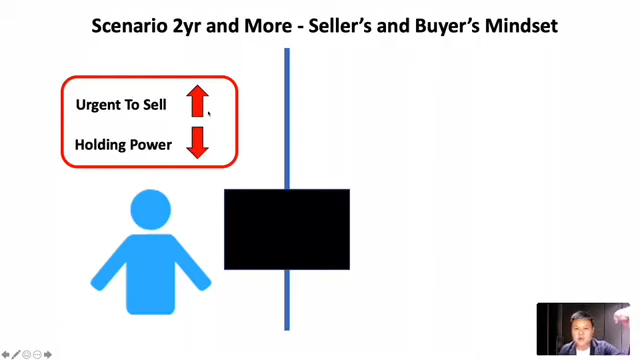 Scenario 2yr and More - Seller’s and Buyer’s Mindset
Urgent To Sell
Holding Power